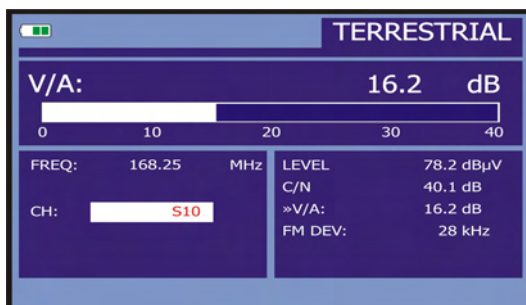 TERRESTRIAL
V/A: 16.2 dB
0 10 20 30 40
FREQ: 168.25 MHz
CH: S10
LEVEL 78.2 dBµV
C/N 40.1 dB
»V/A: 16.2 dB
FM DEV: 28 kHz